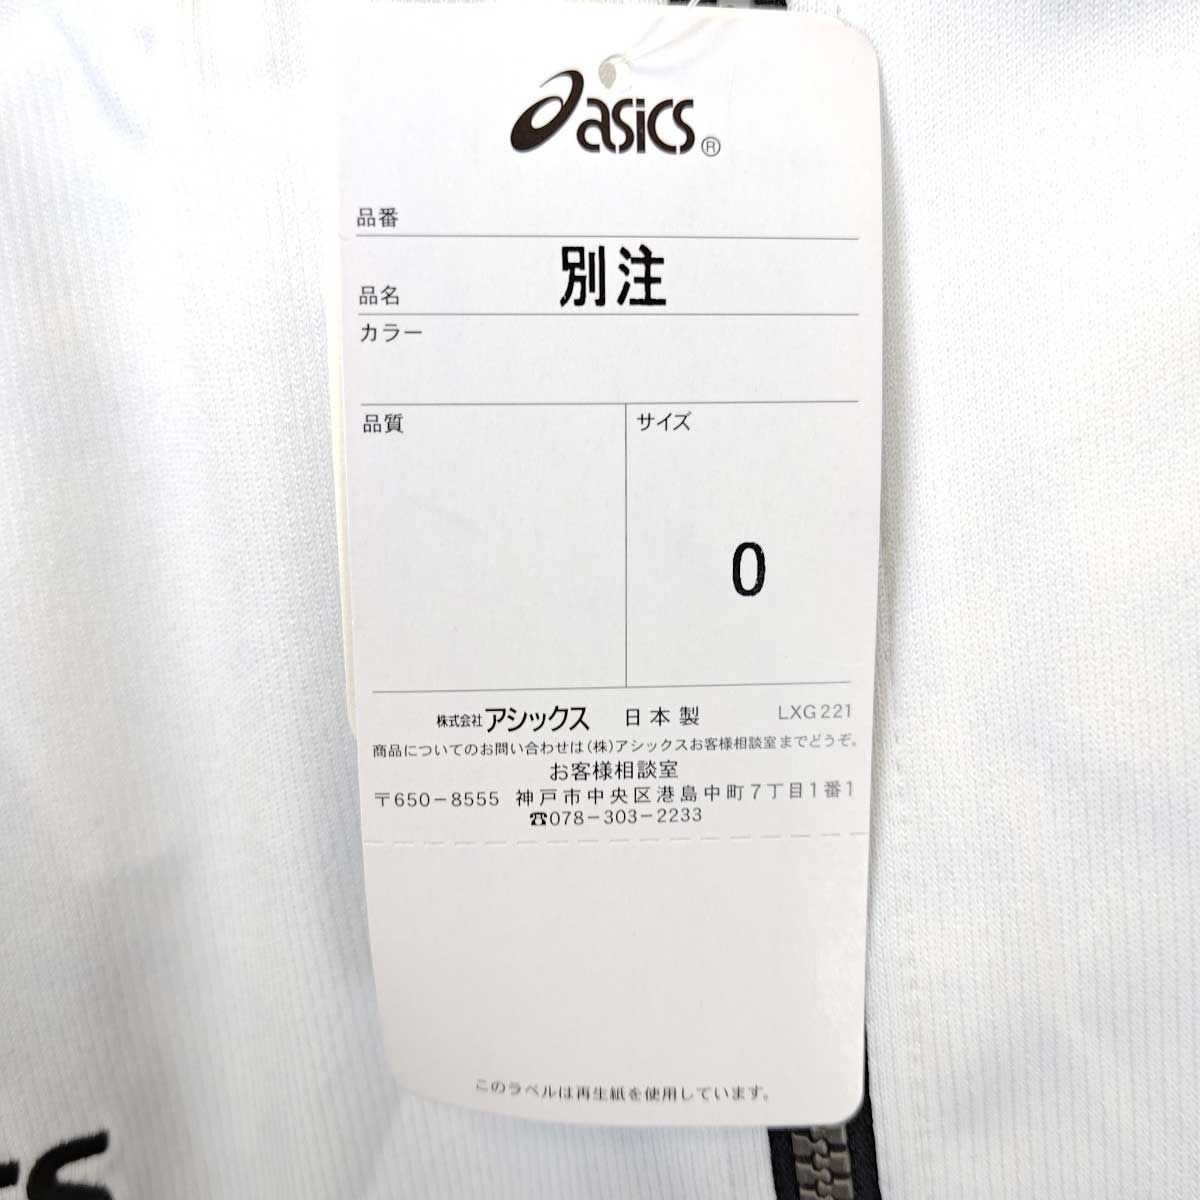 asics®
品番
品名 別注
カラー
品質 サイズ
0
株式会社アシックス 日本製 LXG221
商品についてのお問い合わせは(株)アシックスお客様相談室までどうぞ。
お客様相談室
〒650-8555 神戸市中央区港島中町7丁目1番1
☎078-303-2233
このラベルは再生紙を使用しています。